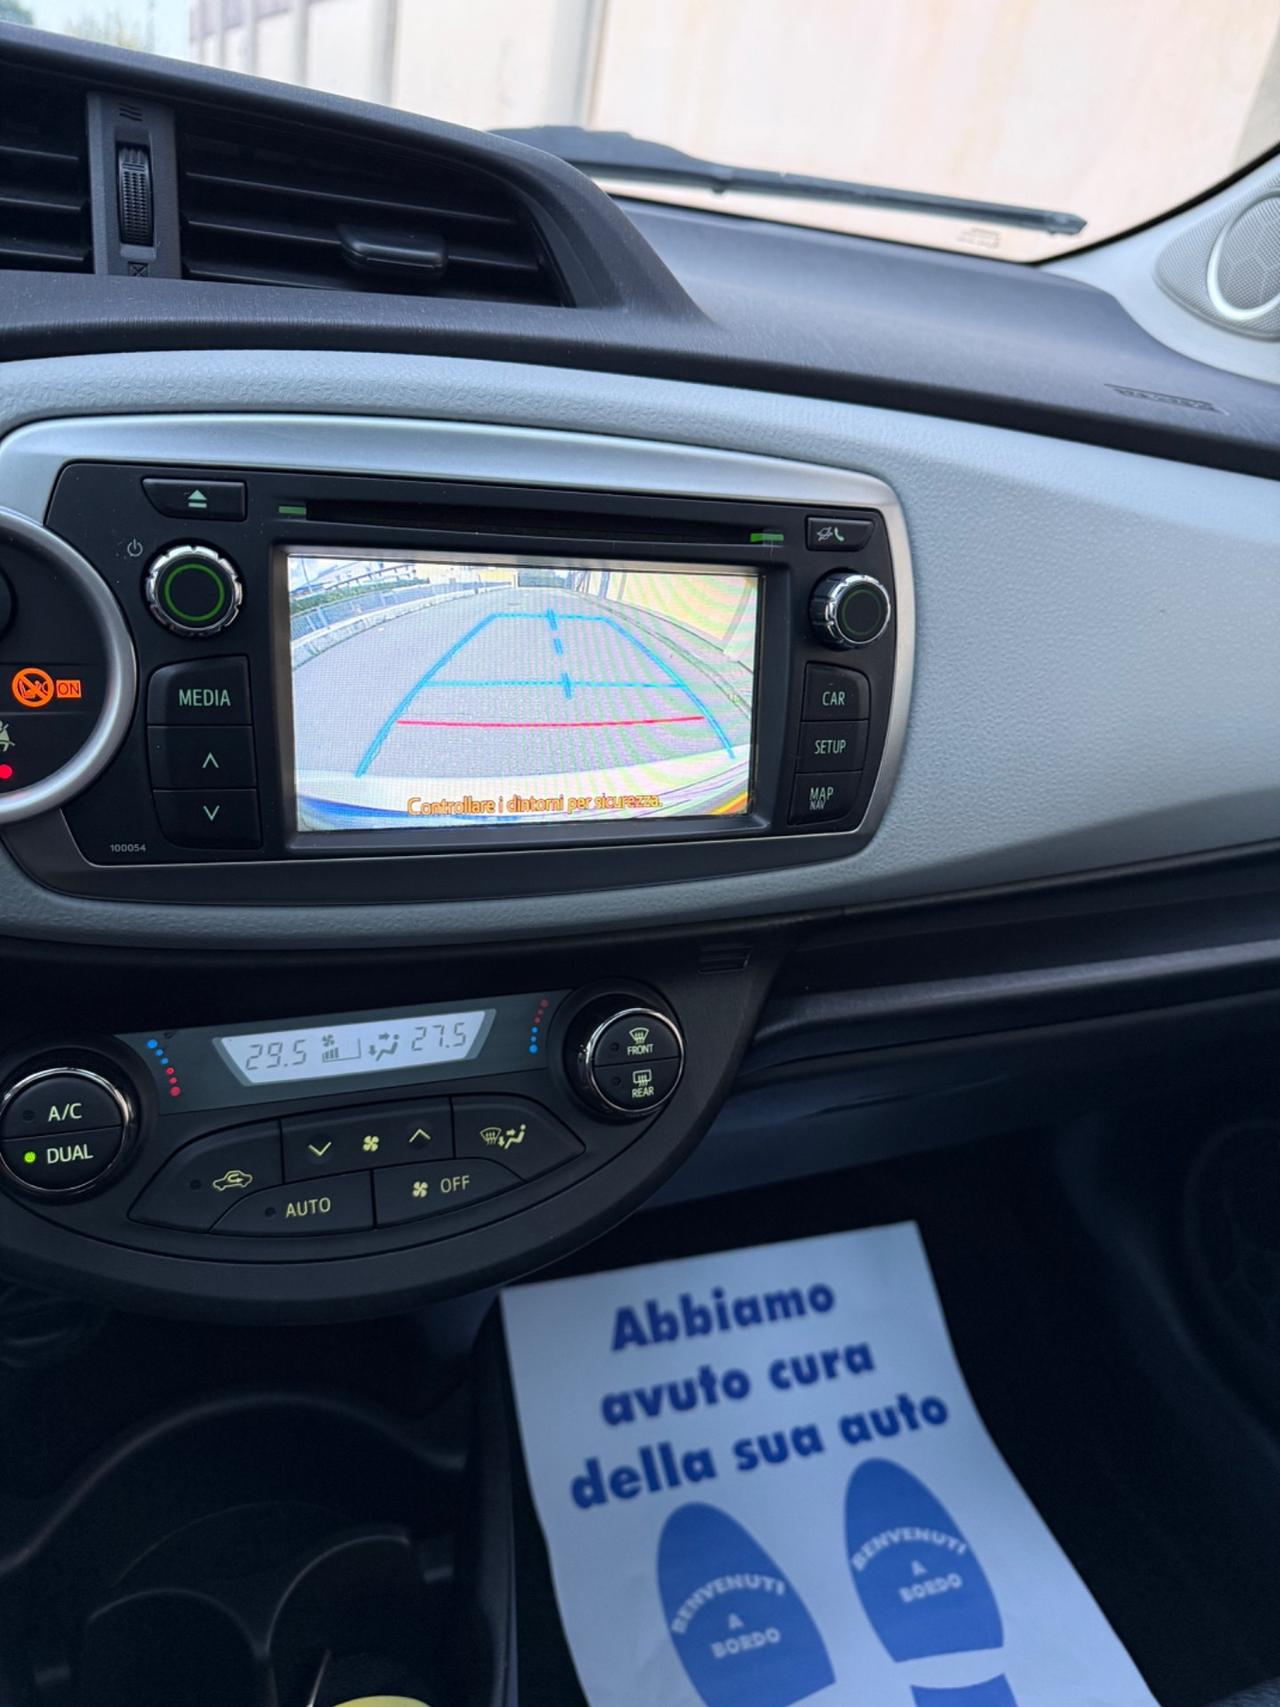 ON
MEDIA
100054
CAR
SETUP
MAP
NAV
Controllare i dintorni per sicurezza.
29.5
27.5
FRONT
REAR
A/C
DUAL
AUTO
OFF
Abbiamo
avuto cura
della sua auto
BENVENUTI
A
BORDO
BENVENUTI
A
BORDO